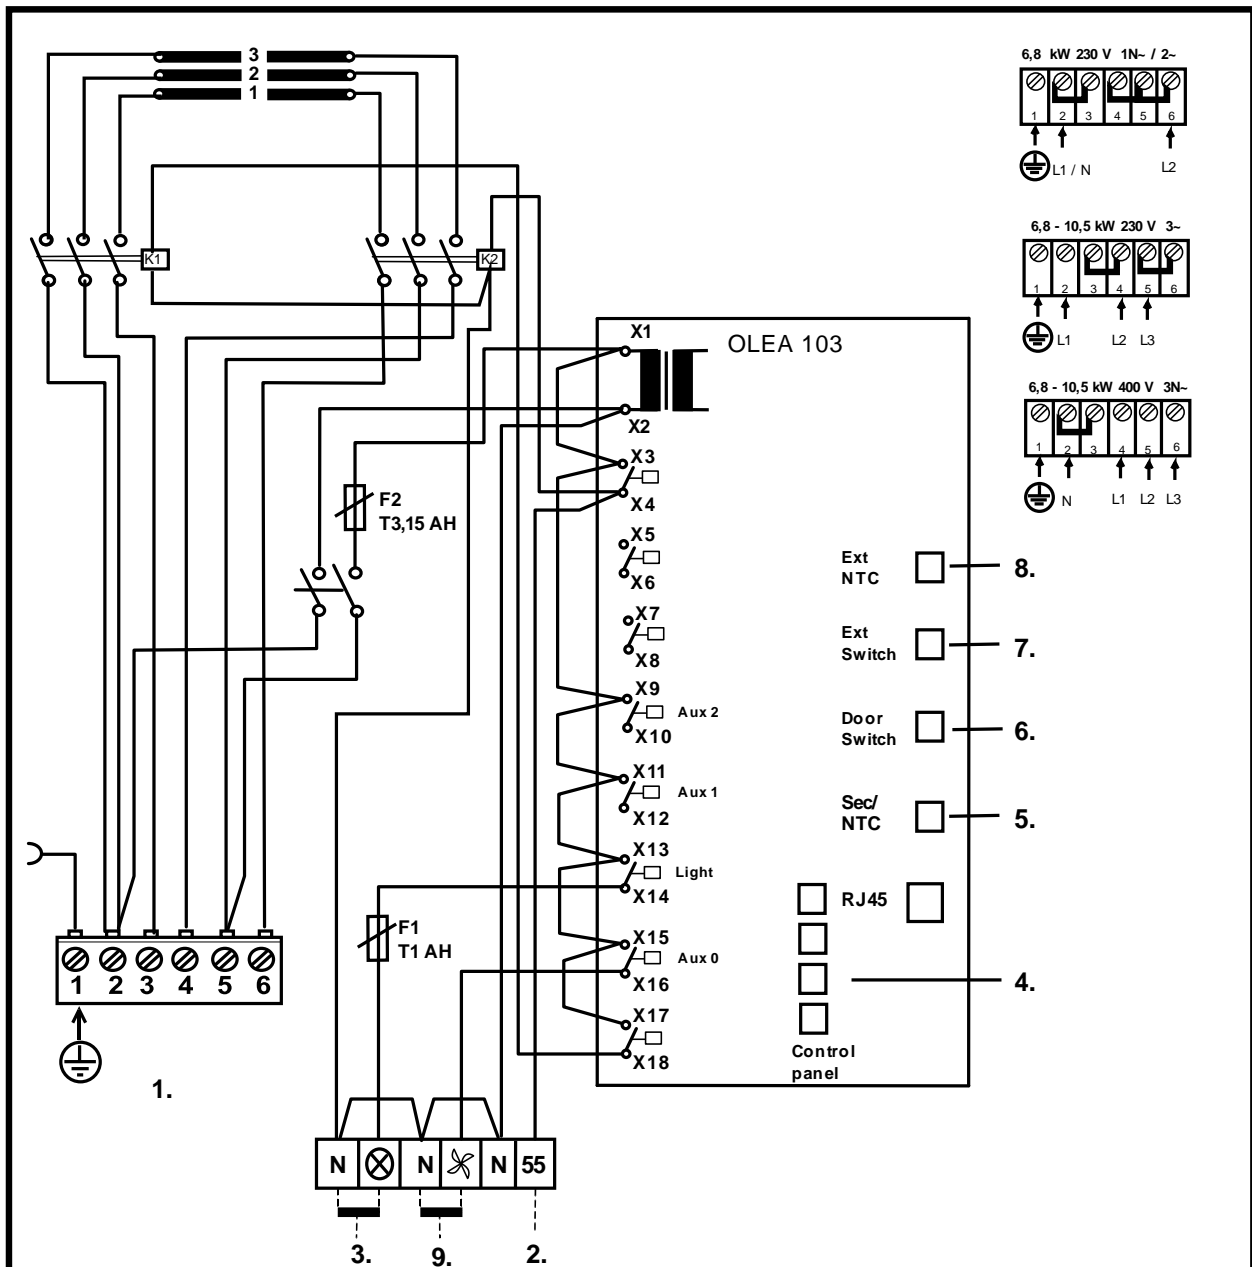 3
2
1
K1
K2
F2
T3,15 AH
F1
T1 AH
1 2 3 4 5 6
1.
N N N 55
3. 9. 2.
OLEA 103
X1
X2
X3
X4
X5
X6
X7
X8
X9
Aux 2
X10
X11
Aux 1
X12
X13
Light
X14
X15
Aux 0
X16
X17
X18
Ext
NTC
8.
Ext
Switch
7.
Door
Switch
6.
Sec/
NTC
5.
RJ45
4.
Control
panel
6,8 kW 230 V 1N~ / 2~
1 2 3 4 5 6
L1 / N L2
6,8 - 10,5 kW 230 V 3~
1 2 3 4 5 6
L1 L2 L3
6,8 - 10,5 kW 400 V 3N~
1 2 3 4 5 6
N L1 L2 L3